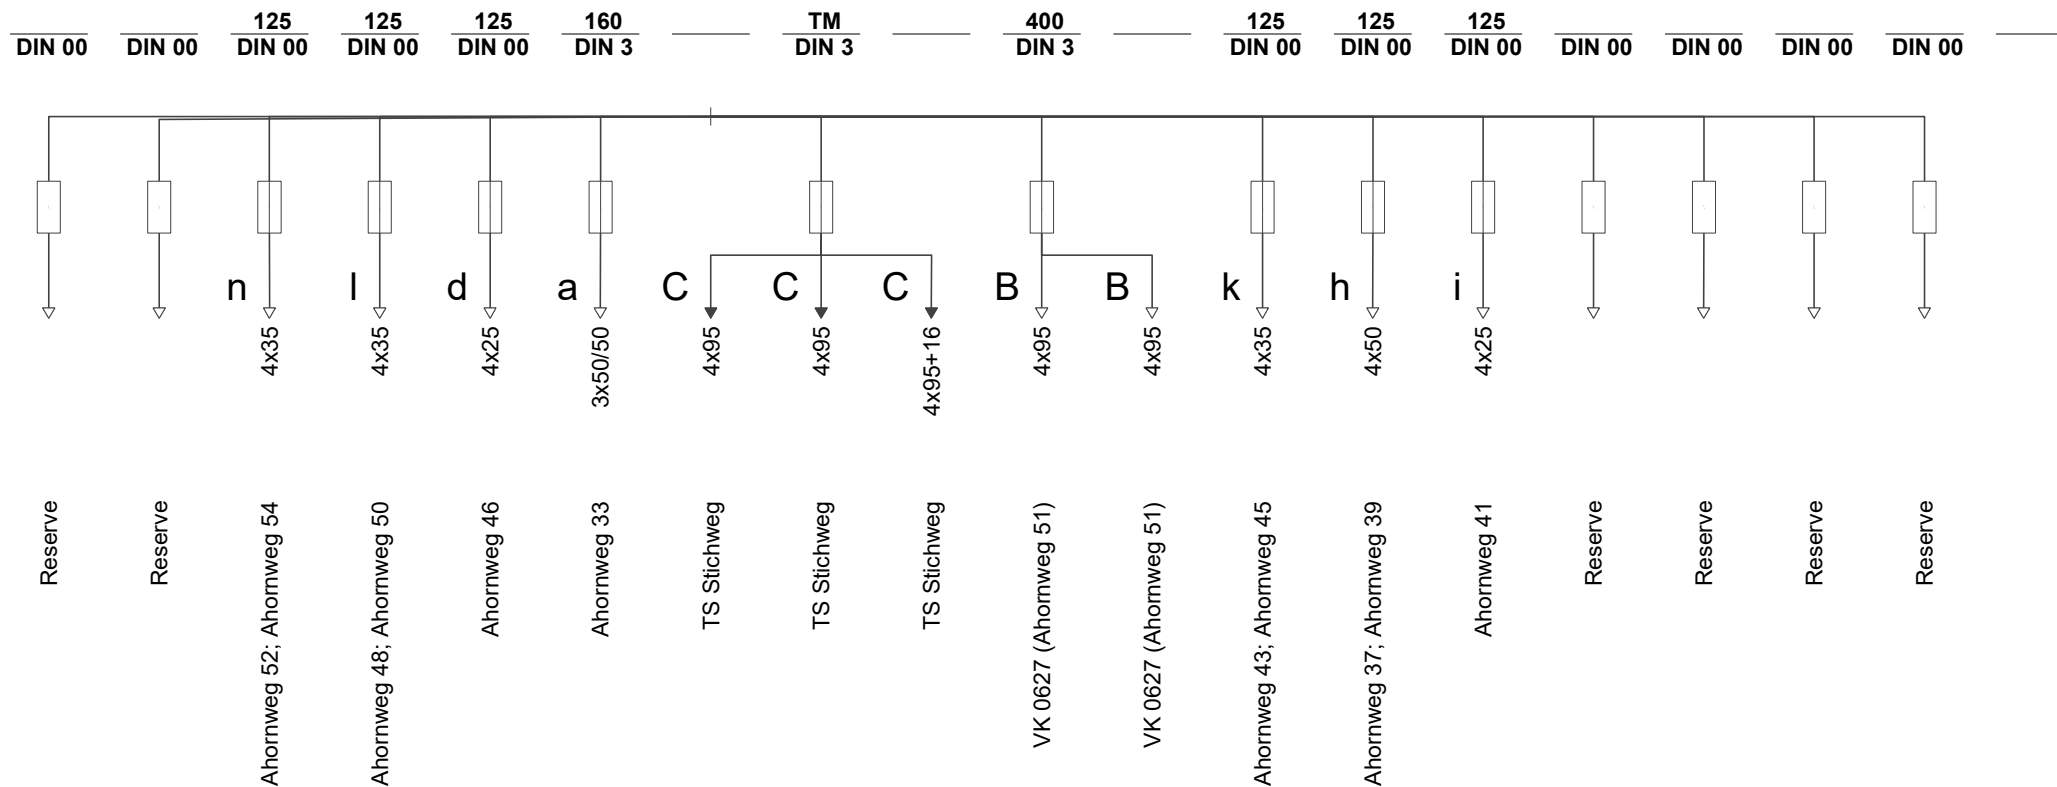 125 125 125 160 TM 400 125 125 125
DIN 00 DIN 00 DIN 00 DIN 00 DIN 00 DIN 3 DIN 3 DIN 3 DIN 00 DIN 00 DIN 00 DIN 00 DIN 00 DIN 00 DIN 00
n l d a C C C B B k h i
4x35
4x35
4x25
3x50/50
4x95
4x95
4x95+16
4x95
4x95
4x35
4x50
4x25
Reserve
Reserve
Ahornweg 52; Ahornweg 54
Ahornweg 48; Ahornweg 50
Ahornweg 46
Ahornweg 33
TS Stichweg
TS Stichweg
TS Stichweg
VK 0627 (Ahornweg 51)
VK 0627 (Ahornweg 51)
Ahornweg 43; Ahornweg 45
Ahornweg 37; Ahornweg 39
Ahornweg 41
Reserve
Reserve
Reserve
Reserve